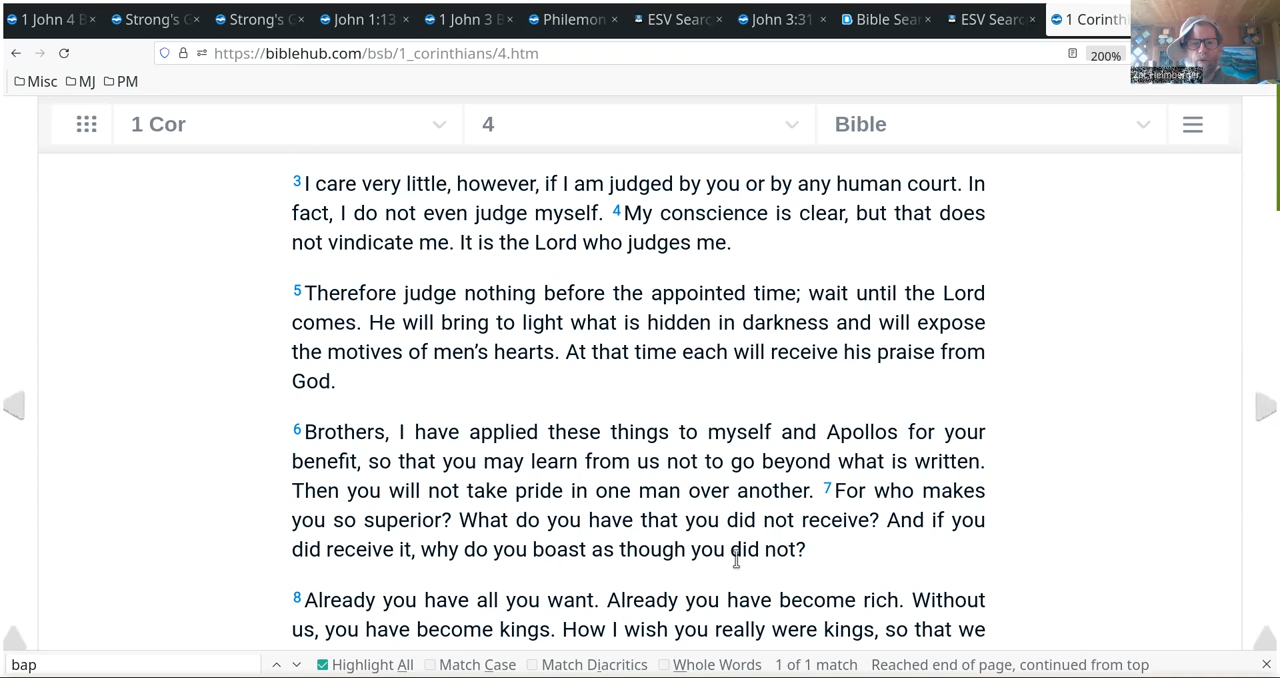 1 John 4 B
Strong's G
Strong's G
John 1:13
1 John 3 B
Philemon
ESV Sear
John 3:31
Bible Sea
ESV Sear
1 Corinth
https://biblehub.com/bsb/1_corinthians/4.htm
200%
Zac Helmberger
Misc MJ PM
1 Cor 4 Bible
3 I care very little, however, if I am judged by you or by any human court. In
fact, I do not even judge myself. 4 My conscience is clear, but that does
not vindicate me. It is the Lord who judges me.
5 Therefore judge nothing before the appointed time; wait until the Lord
comes. He will bring to light what is hidden in darkness and will expose
the motives of men’s hearts. At that time each will receive his praise from
God.
6 Brothers, I have applied these things to myself and Apollos for your
benefit, so that you may learn from us not to go beyond what is written.
Then you will not take pride in one man over another. 7 For who makes
you so superior? What do you have that you did not receive? And if you
did receive it, why do you boast as though you did not?
8 Already you have all you want. Already you have become rich. Without
us, you have become kings. How I wish you really were kings, so that we
bap Highlight All Match Case Match Diacritics Whole Words 1 of 1 match Reached end of page, continued from top